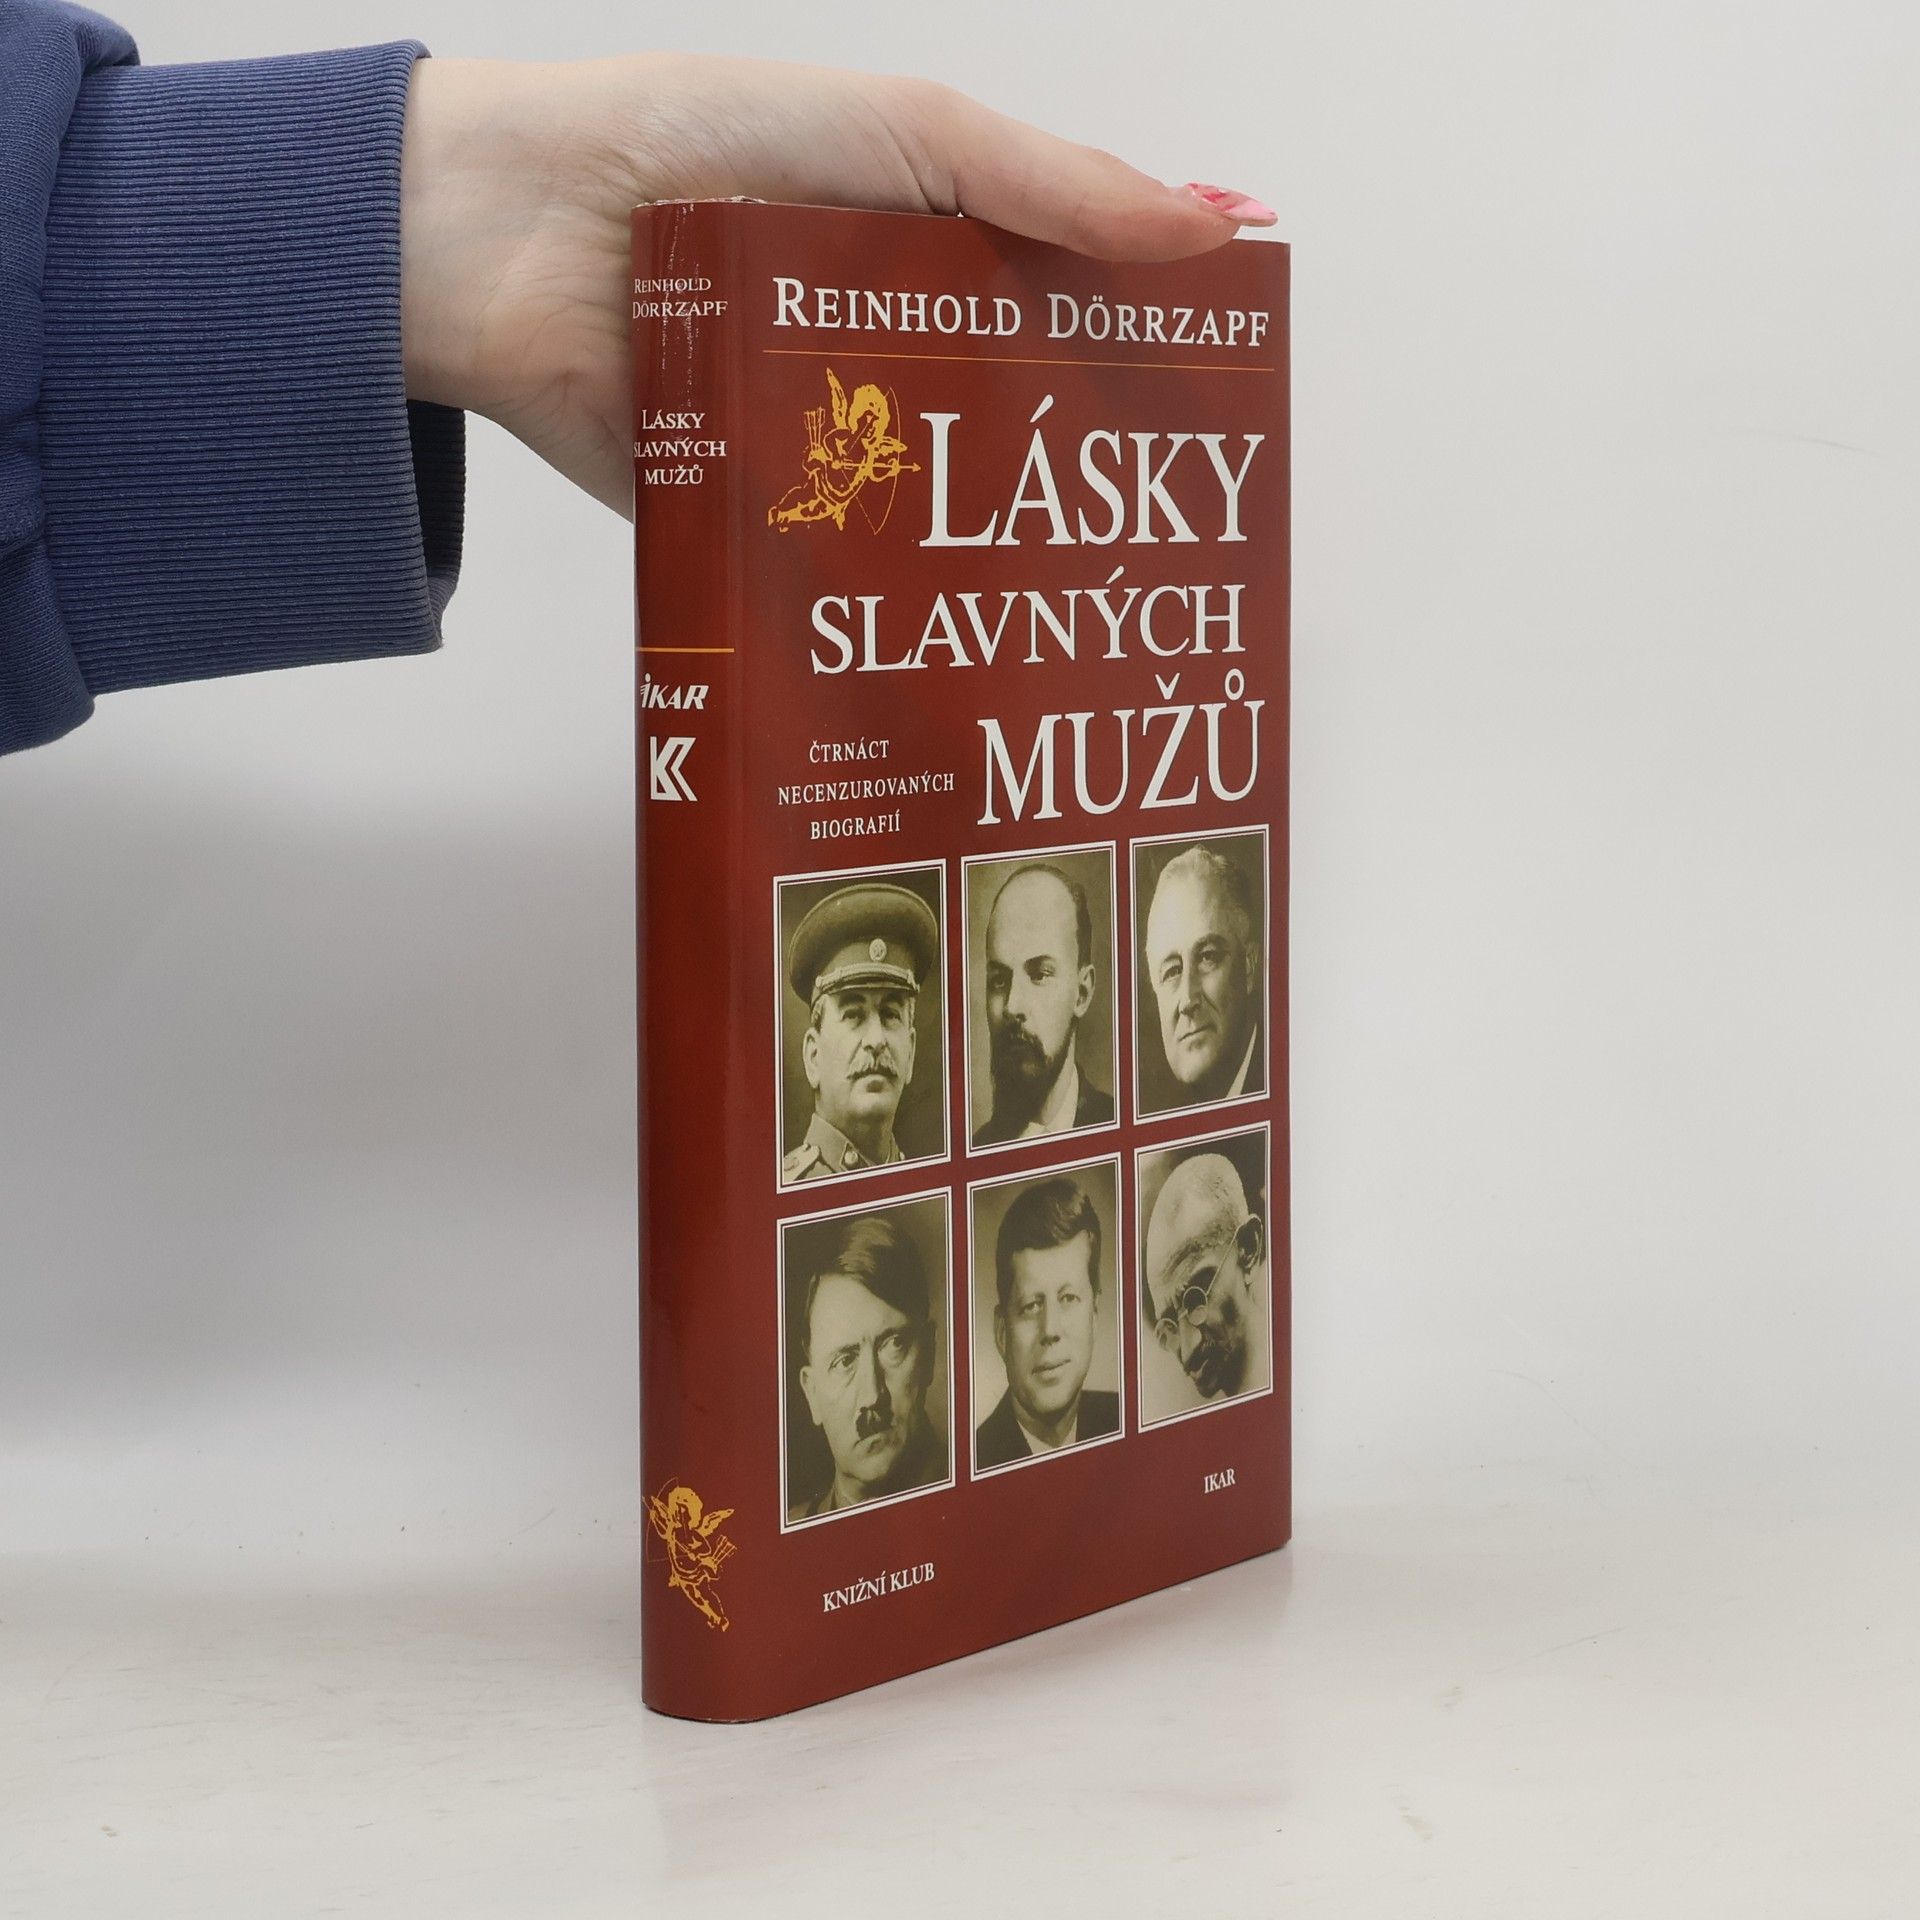 REINHOLD
DÖRRZAPF
LÁSKY
SLAVNÝCH
MUŽŮ
IKAR
REINHOLD DÖRRZAPF
LÁSKY
SLAVNÝCH
MUŽŮ
ČTRNÁCT
NECENZUROVANÝCH
BIOGRAFIÍ
IKAR
KNIŽNÍ KLUB